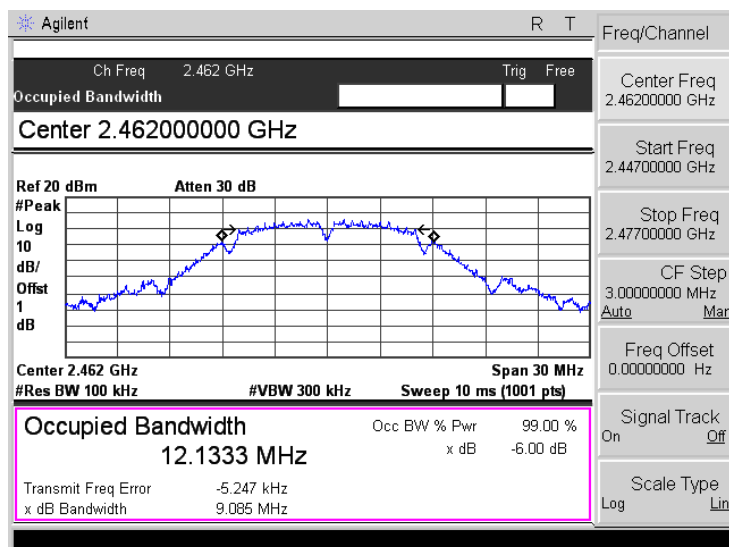 Agilent R T
Ch Freq 2.462 GHz Trig Free
Occupied Bandwidth
Center 2.462000000 GHz
Ref 20 dBm Atten 30 dB
#Peak
Log
10
dB/
Offst
1
dB
Center 2.462 GHz Span 30 MHz
#Res BW 100 kHz #VBW 300 kHz Sweep 10 ms (1001 pts)
Occupied Bandwidth
12.1333 MHz
Occ BW % Pwr 99.00 %
x dB -6.00 dB
Transmit Freq Error -5.247 kHz
x dB Bandwidth 9.085 MHz
Freq/Channel
Center Freq
2.46200000 GHz
Start Freq
2.44700000 GHz
Stop Freq
2.47700000 GHz
CF Step
3.00000000 MHz
Auto Man
Freq Offset
0.00000000 Hz
Signal Track
On Off
Scale Type
Log Lin